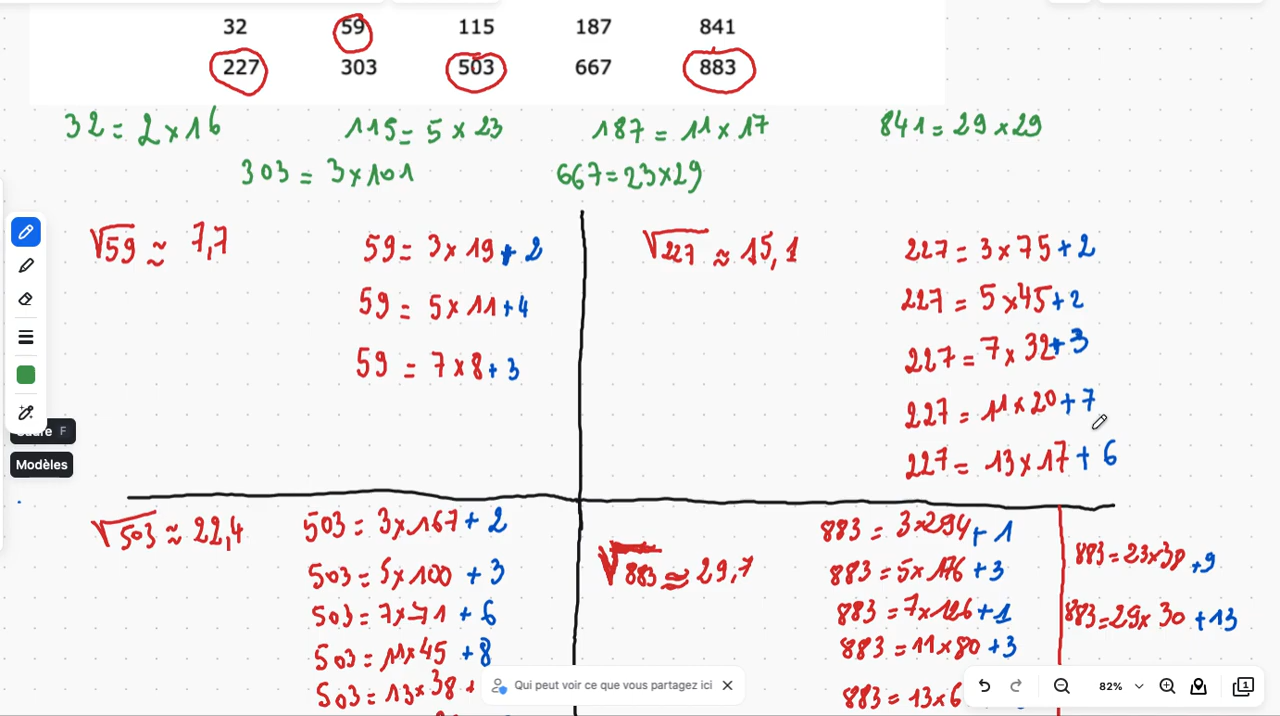 32 59 115 187 841
227 303 503 667 883
32 = 2 x 16 115 = 5 x 23 187 = 11 x 17 841 = 29 x 29
303 = 3 x 101 667 = 23 x 29
√59 ≈ 7,7
59 = 3 x 19 + 2
59 = 5 x 11 + 4
59 = 7 x 8 + 3
√227 ≈ 15,1
227 = 3 x 75 + 2
227 = 5 x 45 + 2
227 = 7 x 32 + 3
227 = 11 x 20 + 7
227 = 13 x 17 + 6
F
Modèles
√503 ≈ 22,4
503 = 3 x 167 + 2
503 = 5 x 100 + 3
503 = 7 x 71 + 6
503 = 11 x 45 + 8
503 = 13 x 38 +
√883 ≈ 29,7
883 = 3 x 294 + 1
883 = 5 x 176 + 3
883 = 7 x 126 + 1
883 = 11 x 80 + 3
883 = 13 x 6
883 = 23 x 38 + 9
883 = 29 x 30 + 13
Qui peut voir ce que vous partagez ici
82%
1